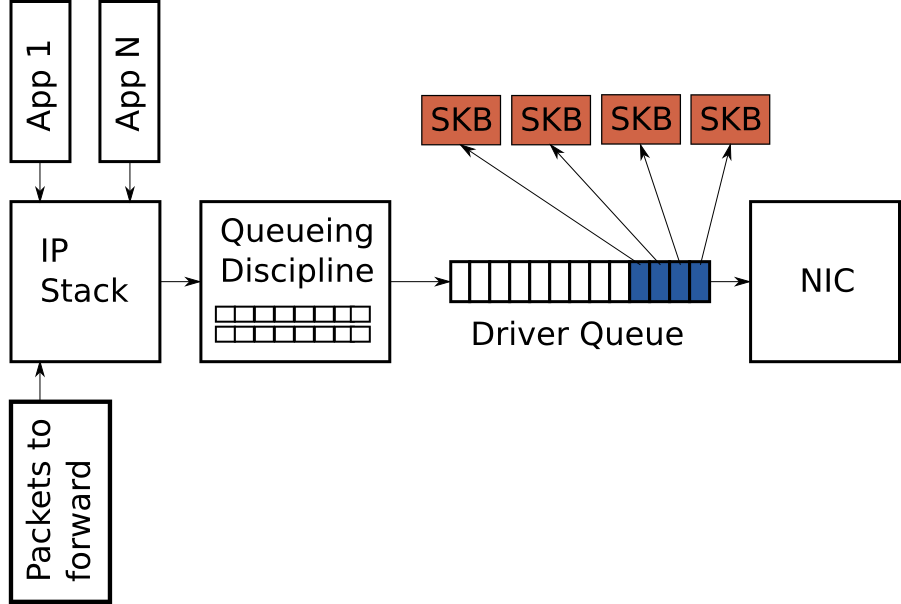 App 1
App N
SKB
SKB
SKB
SKB
IP
Stack
Queueing
Discipline
Driver Queue
NIC
Packets to
forward